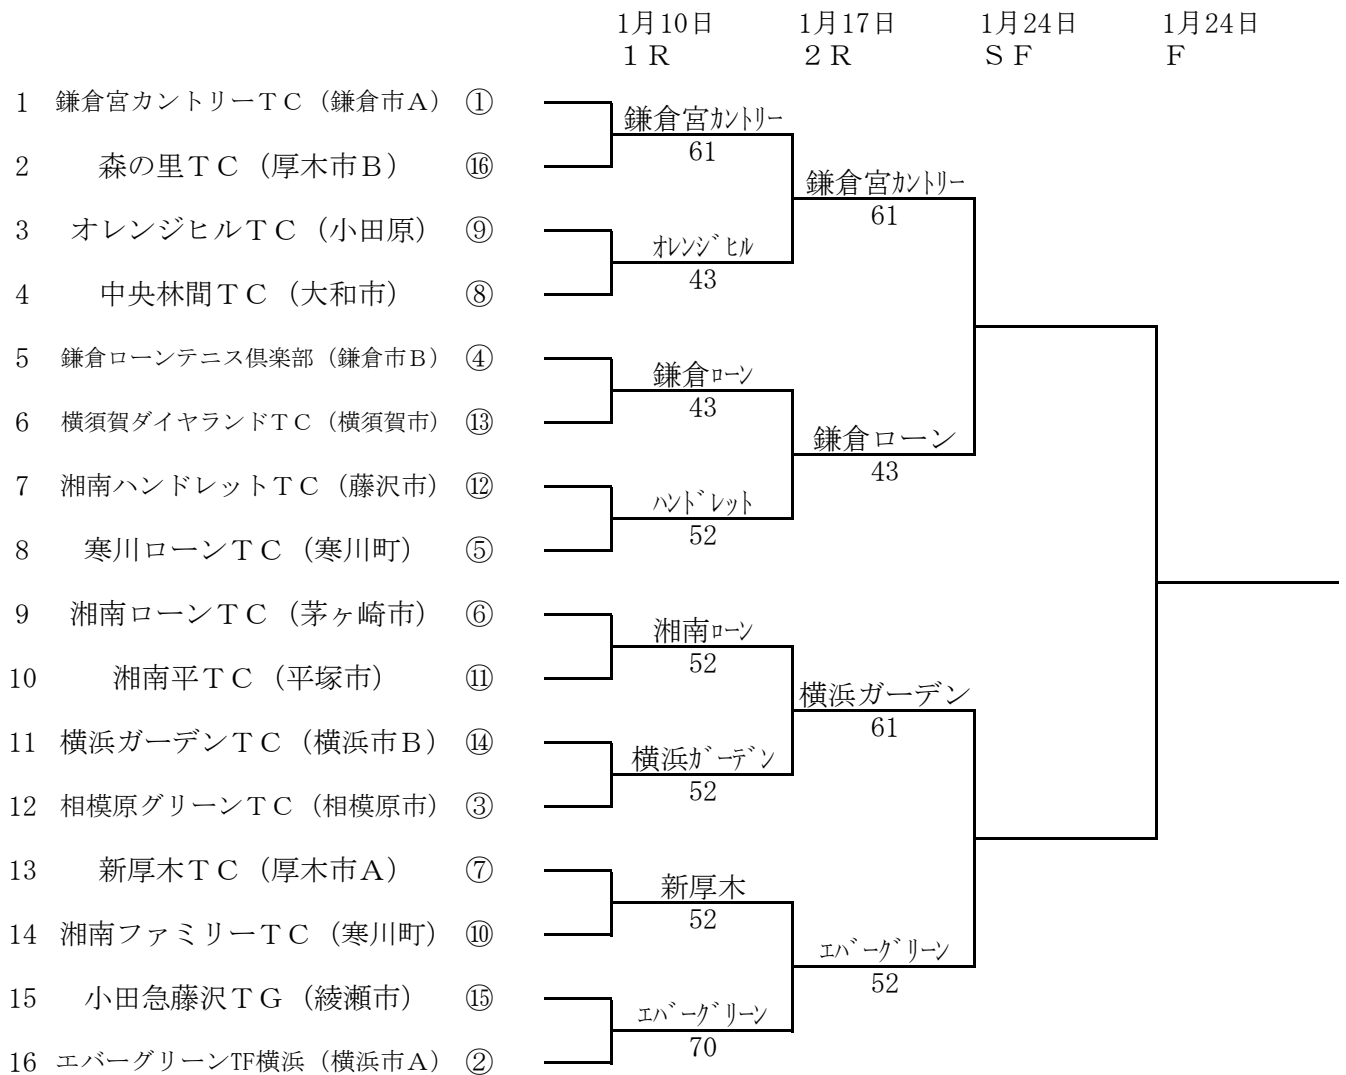 1月10日 1月17日 1月24日 1月24日
１Ｒ ２Ｒ ＳＦ Ｆ
1 鎌倉宮カントリーＴＣ（鎌倉市Ａ） ①
鎌倉宮ｶﾝﾄﾘｰ
61
2 森の里ＴＣ（厚木市Ｂ） ⑯
鎌倉宮ｶﾝﾄﾘｰ
61
3 オレンジヒルＴＣ（小田原） ⑨
ｵﾚﾝｼﾞﾋﾙ
43
4 中央林間ＴＣ（大和市） ⑧
5 鎌倉ローンテニス倶楽部（鎌倉市Ｂ） ④
鎌倉ﾛｰﾝ
43
6 横須賀ダイヤランドＴＣ（横須賀市） ⑬
鎌倉ローン
43
7 湘南ハンドレットＴＣ（藤沢市） ⑫
ﾊﾝﾄﾞﾚｯﾄ
52
8 寒川ローンＴＣ（寒川町） ⑤
9 湘南ローンＴＣ（茅ヶ崎市） ⑥
湘南ﾛｰﾝ
52
10 湘南平ＴＣ（平塚市） ⑪
横浜ガーデン
61
11 横浜ガーデンＴＣ（横浜市Ｂ） ⑭
横浜ｶﾞｰﾃﾞﾝ
52
12 相模原グリーンＴＣ（相模原市） ③
13 新厚木ＴＣ（厚木市Ａ） ⑦
新厚木
52
14 湘南ファミリーＴＣ（寒川町） ⑩
ｴﾊﾞｰｸﾞﾘｰﾝ
52
15 小田急藤沢ＴＧ（綾瀬市） ⑮
ｴﾊﾞｰｸﾞﾘｰﾝ
70
16 エバーグリーンTF横浜（横浜市Ａ） ②